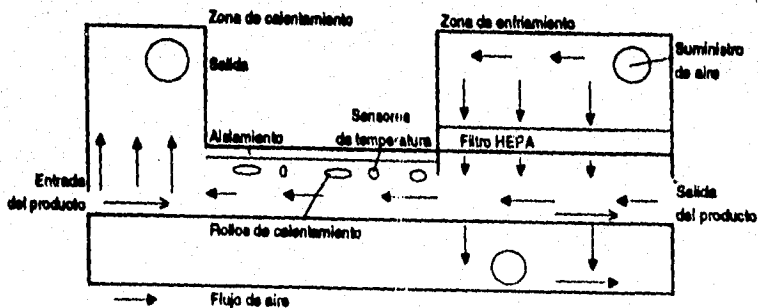 Zona de calentamiento
Zona de enfriamiento
Salida
Suministro
de aire
Sensores
de temperatura
Aislamiento
Filtro HEPA
Entrada
del producto
Salida
del producto
Rollos de calentamiento
Flujo de aire